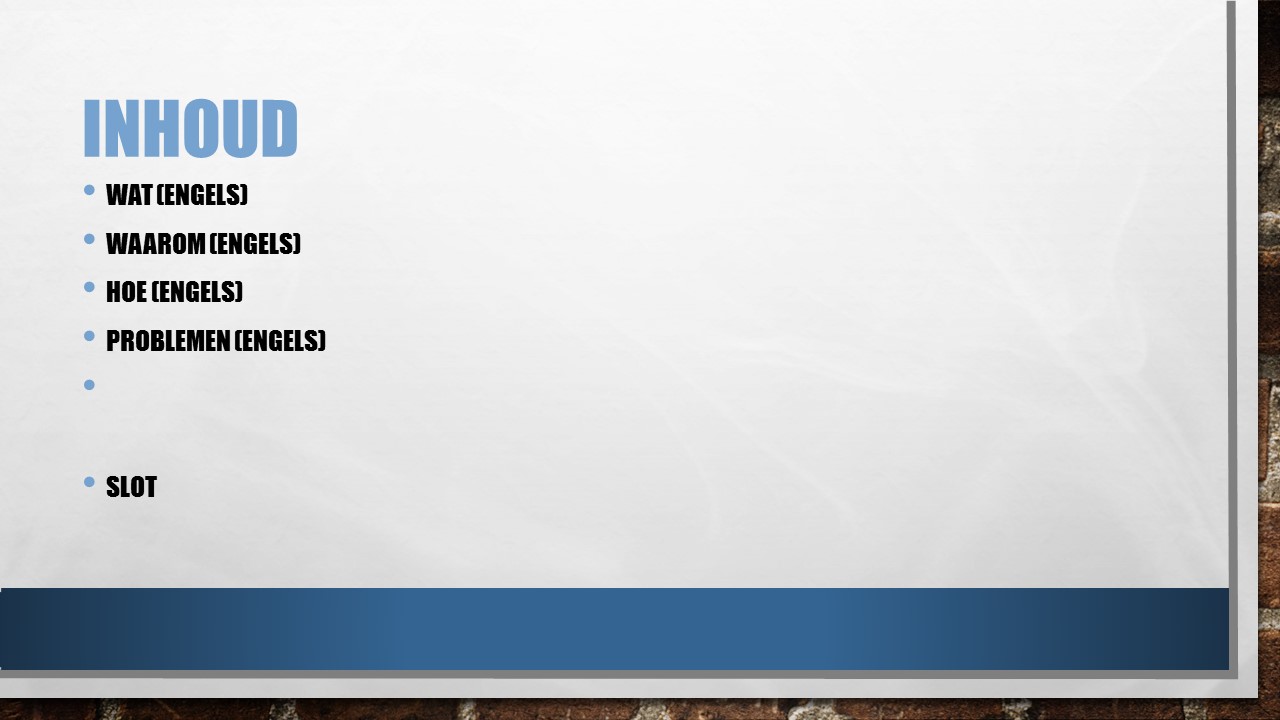 INHOUD
• WAT (ENGELS)
• WAAROM (ENGELS)
• HOE (ENGELS)
• PROBLEMEN (ENGELS)
•
• SLOT